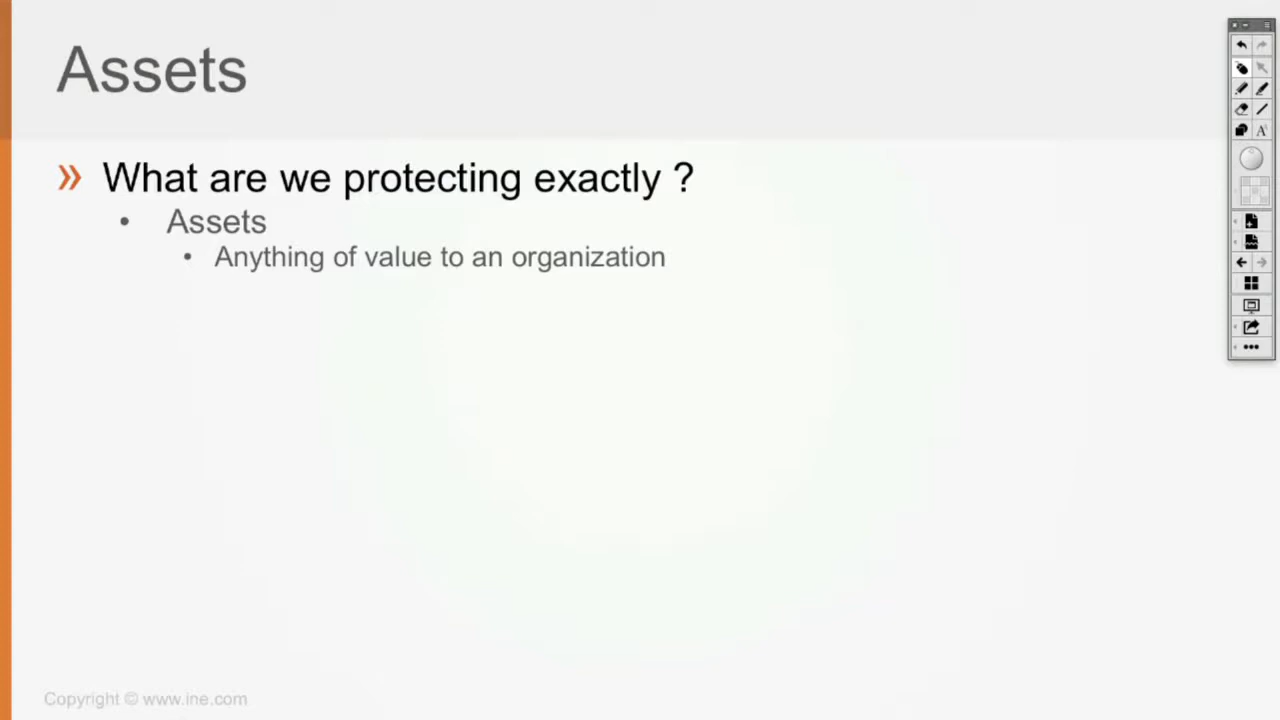 Assets
» What are we protecting exactly ?
• Assets
• Anything of value to an organization
Copyright © www.ine.com